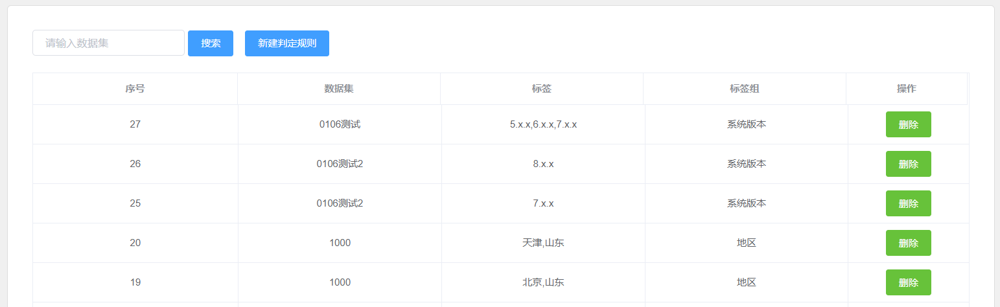 请输入数据集 搜索 新建判定规则
序号 数据集 标签 标签组 操作
27 0106测试 5.x.x,6.x.x,7.x.x 系统版本 删除
26 0106测试2 8.x.x 系统版本 删除
25 0106测试2 7.x.x 系统版本 删除
20 1000 天津,山东 地区 删除
19 1000 北京,山东 地区 删除